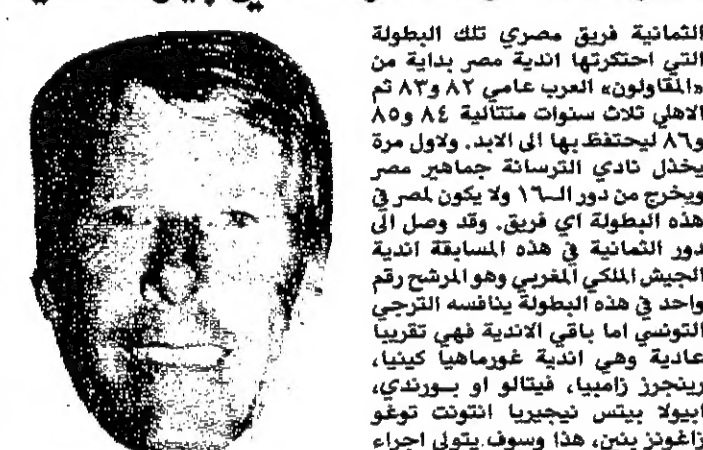 الثمانية فريق مصري تلك البطولة
التي احتكرتها اندية مصر بداية من
«المقاولون» العرب عامي ٨٢ و٨٣ ثم
الاهلي ثلاث سنوات متتالية ٨٤ و٨٥
و٨٦ ليحتفظ بها الى الابد. ولاول مرة
يخذل نادي الترسانة جماهير مصر
ويخرج من دور الـ١٦ ولا يكون لمصر في
هذه البطولة اي فريق. وقد وصل الى
دور الثمانية في هذه المسابقة اندية
الجيش الملكي المغربي وهو المرشح رقم
واحد في هذه البطولة ينافسه الترجي
التونسي اما باقي الاندية فهي تقريبا
عادية وهي اندية غورماهيا كينيا،
رينجرز زامبيا، فيتالو او بورندي،
ابيولا بيتس نيجيريا انتونت توغو
زاغونز بنين، هذا وسوف يتولى اجراء